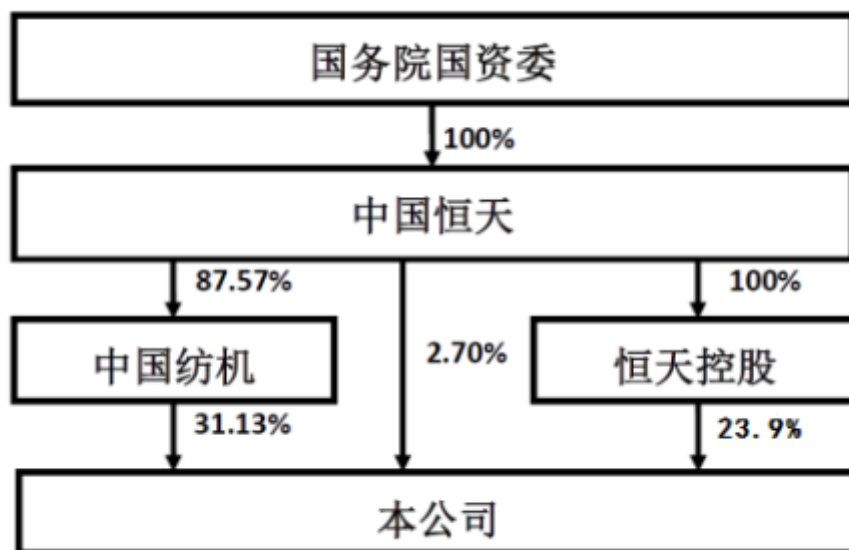 国务院国资委
100%
中国恒天
87.57%
100%
2.70%
中国纺机
恒天控股
31.13%
23.9%
本公司